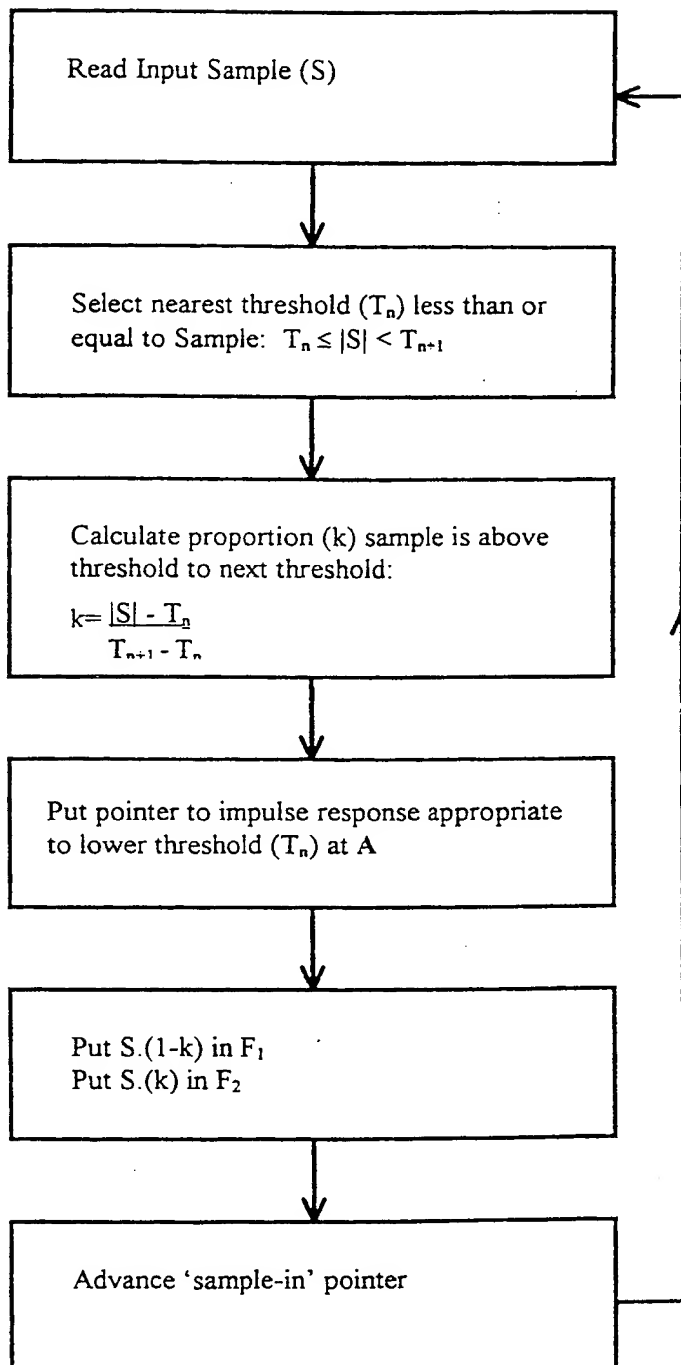 Read Input Sample (S)
Select nearest threshold (Tₙ) less than or
equal to Sample: Tₙ ≤ |S| < Tₙ₊₁
Calculate proportion (k) sample is above
threshold to next threshold:
k= |S| - Tₙ
Tₙ₊₁ - Tₙ
Put pointer to impulse response appropriate
to lower threshold (Tₙ) at A
Put S.(1-k) in F₁
Put S.(k) in F₂
Advance ‘sample-in’ pointer